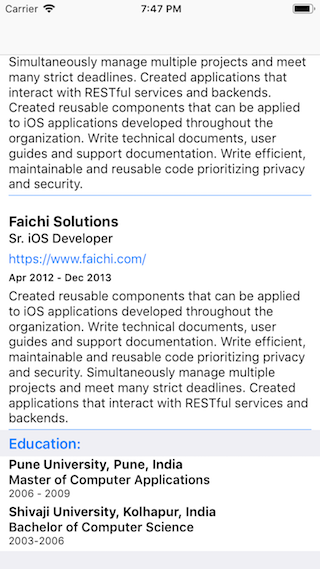 Carrier 7:47 PM
Simultaneously manage multiple projects and meet
many strict deadlines. Created applications that
interact with RESTful services and backends.
Created reusable components that can be applied
to iOS applications developed throughout the
organization. Write technical documents, user
guides and support documentation. Write efficient,
maintainable and reusable code prioritizing privacy
and security.
Faichi Solutions
Sr. iOS Developer
https://www.faichi.com/
Apr 2012 - Dec 2013
Created reusable components that can be applied
to iOS applications developed throughout the
organization. Write technical documents, user
guides and support documentation. Write efficient,
maintainable and reusable code prioritizing privacy
and security. Simultaneously manage multiple
projects and meet many strict deadlines. Created
applications that interact with RESTful services and
backends.
Education:
Pune University, Pune, India
Master of Computer Applications
2006 - 2009
Shivaji University, Kolhapur, India
Bachelor of Computer Science
2003-2006